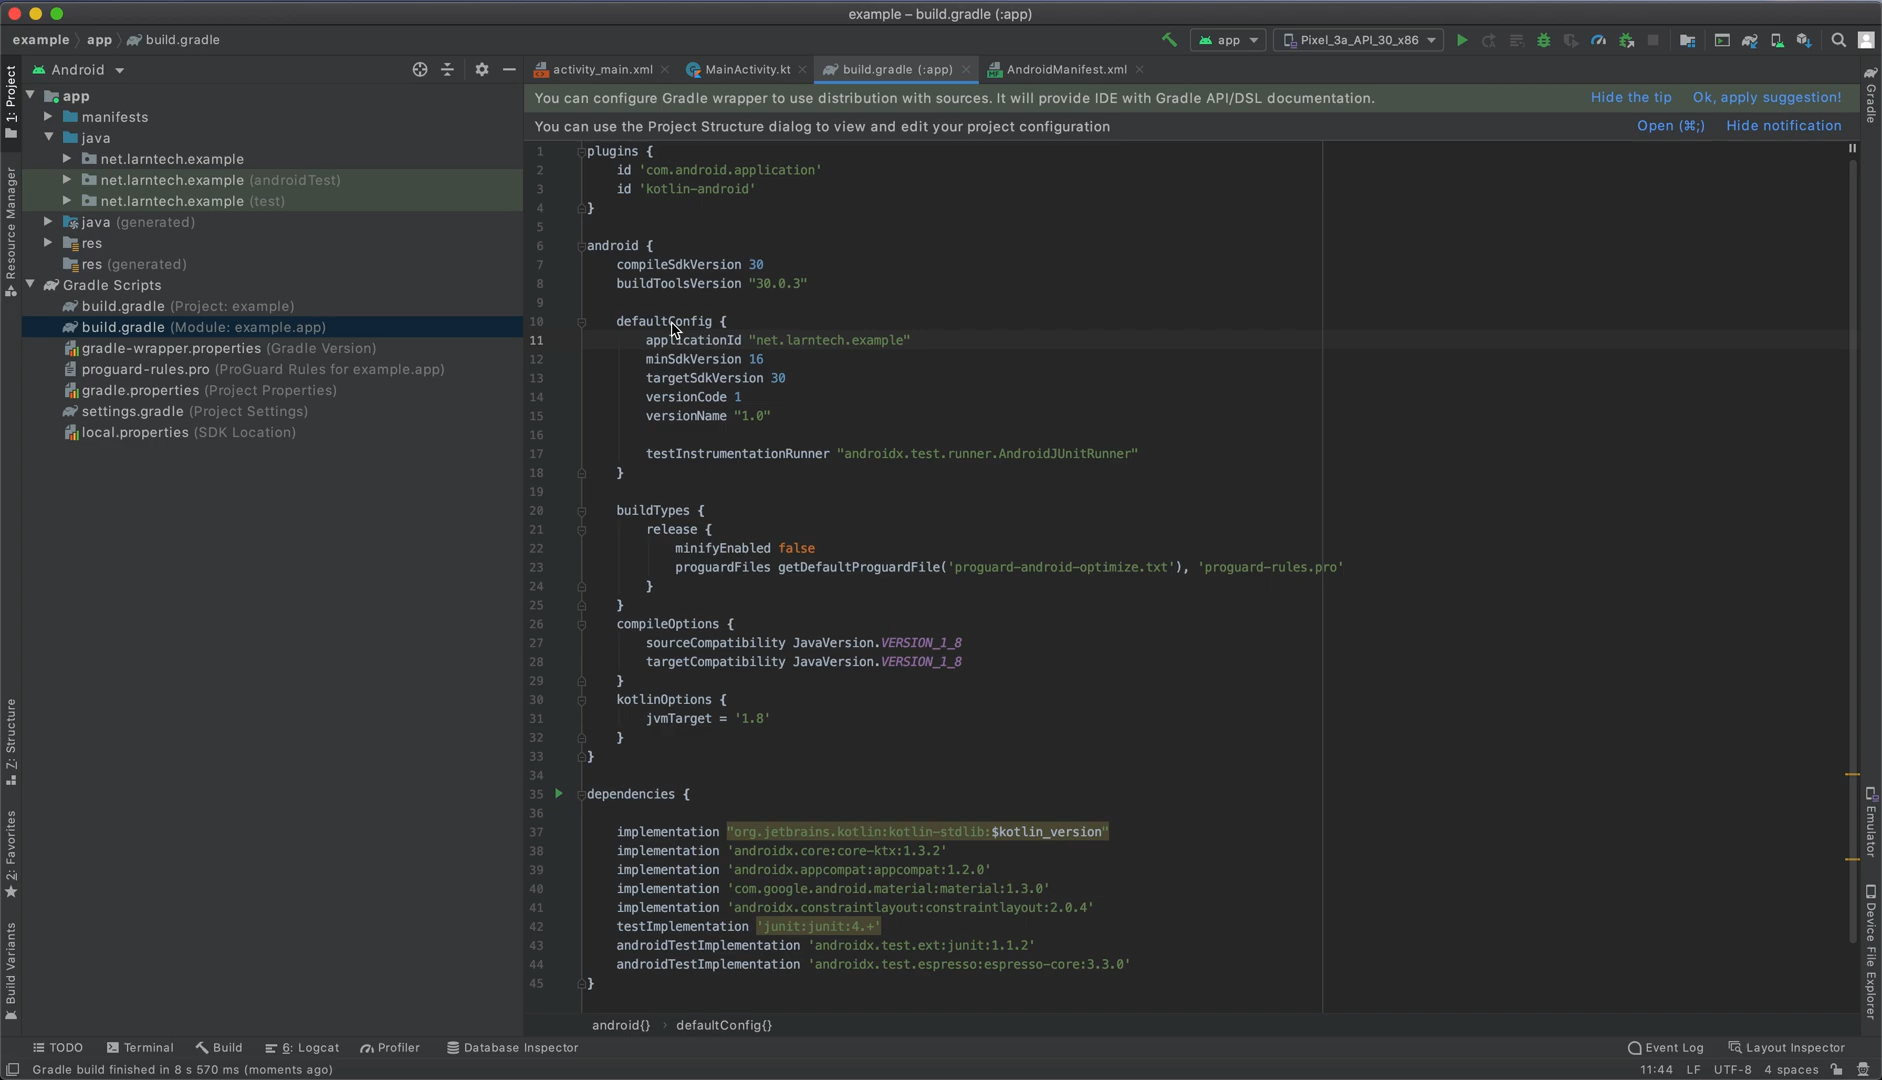 example – build.gradle (:app)
example app build.gradle
app Pixel_3a_API_30_x86
1: Project
Resource Manager
Z: Structure
2: Favorites
Build Variants
Android
app
manifests
java
net.larntech.example
net.larntech.example (androidTest)
net.larntech.example (test)
java (generated)
res
res (generated)
Gradle Scripts
build.gradle (Project: example)
build.gradle (Module: example.app)
gradle-wrapper.properties (Gradle Version)
proguard-rules.pro (ProGuard Rules for example.app)
gradle.properties (Project Properties)
settings.gradle (Project Settings)
local.properties (SDK Location)
activity_main.xml MainActivity.kt build.gradle (:app) AndroidManifest.xml
You can configure Gradle wrapper to use distribution with sources. It will provide IDE with Gradle API/DSL documentation. Hide the tip Ok, apply suggestion!
You can use the Project Structure dialog to view and edit your project configuration Open (⌘;) Hide notification
1 plugins {
2 id 'com.android.application'
3 id 'kotlin-android'
4 }
5
6 android {
7 compileSdkVersion 30
8 buildToolsVersion "30.0.3"
9
10 defaultConfig {
11 applicationId "net.larntech.example"
12 minSdkVersion 16
13 targetSdkVersion 30
14 versionCode 1
15 versionName "1.0"
16
17 testInstrumentationRunner "androidx.test.runner.AndroidJUnitRunner"
18 }
19
20 buildTypes {
21 release {
22 minifyEnabled false
23 proguardFiles getDefaultProguardFile('proguard-android-optimize.txt'), 'proguard-rules.pro'
24 }
25 }
26 compileOptions {
27 sourceCompatibility JavaVersion.VERSION_1_8
28 targetCompatibility JavaVersion.VERSION_1_8
29 }
30 kotlinOptions {
31 jvmTarget = '1.8'
32 }
33 }
34
35 dependencies {
36
37 implementation "org.jetbrains.kotlin:kotlin-stdlib:$kotlin_version"
38 implementation 'androidx.core:core-ktx:1.3.2'
39 implementation 'androidx.appcompat:appcompat:1.2.0'
40 implementation 'com.google.android.material:material:1.3.0'
41 implementation 'androidx.constraintlayout:constraintlayout:2.0.4'
42 testImplementation 'junit:junit:4.+'
43 androidTestImplementation 'androidx.test.ext:junit:1.1.2'
44 androidTestImplementation 'androidx.test.espresso:espresso-core:3.3.0'
45 }
android{} › defaultConfig{}
Gradle
Emulator
Device File Explorer
TODO Terminal Build 6: Logcat Profiler Database Inspector Event Log Layout Inspector
Gradle build finished in 8 s 570 ms (moments ago) 11:44 LF UTF-8 4 spaces